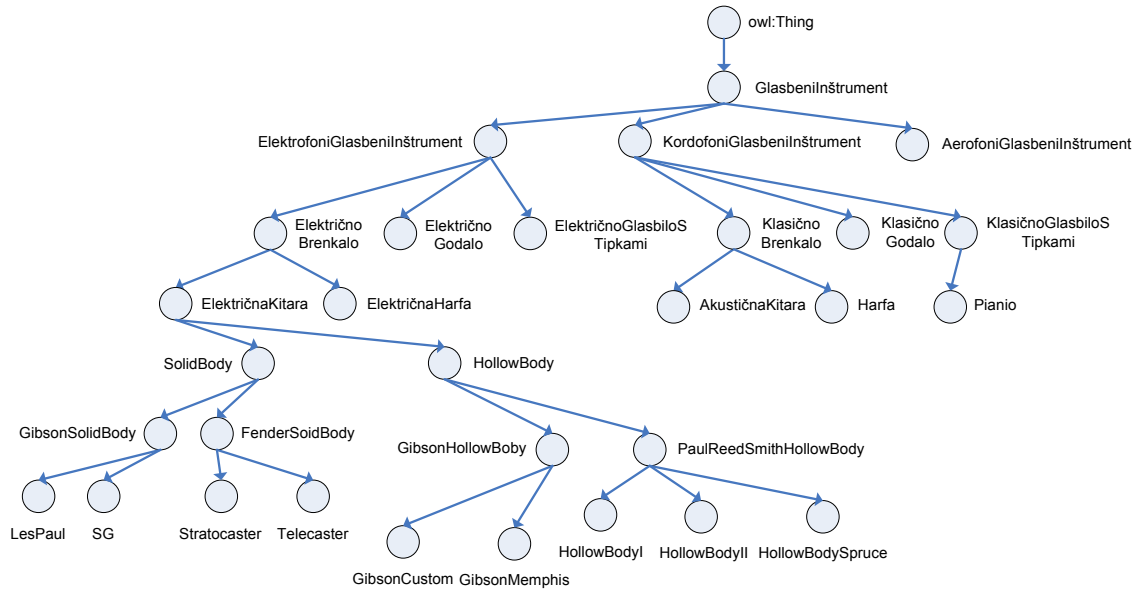 owl:Thing
GlasbeniInštrument
ElektrofoniGlasbeniInštrument
KordofoniGlasbeniInštrument
AerofoniGlasbeniInštrument
Električno
Brenkalo
Električno
Godalo
ElektričnoGlasbiloS
Tipkami
Klasično
Brenkalo
Klasično
Godalo
KlasičnoGlasbiloS
Tipkami
ElektričnaKitara
ElektričnaHarfa
AkustičnaKitara
Harfa
Pianio
SolidBody
HollowBody
GibsonSolidBody
FenderSoidBody
GibsonHollowBoby
PaulReedSmithHollowBody
LesPaul
SG
Stratocaster
Telecaster
HollowBodyI
HollowBodyII
HollowBodySpruce
GibsonCustom
GibsonMemphis